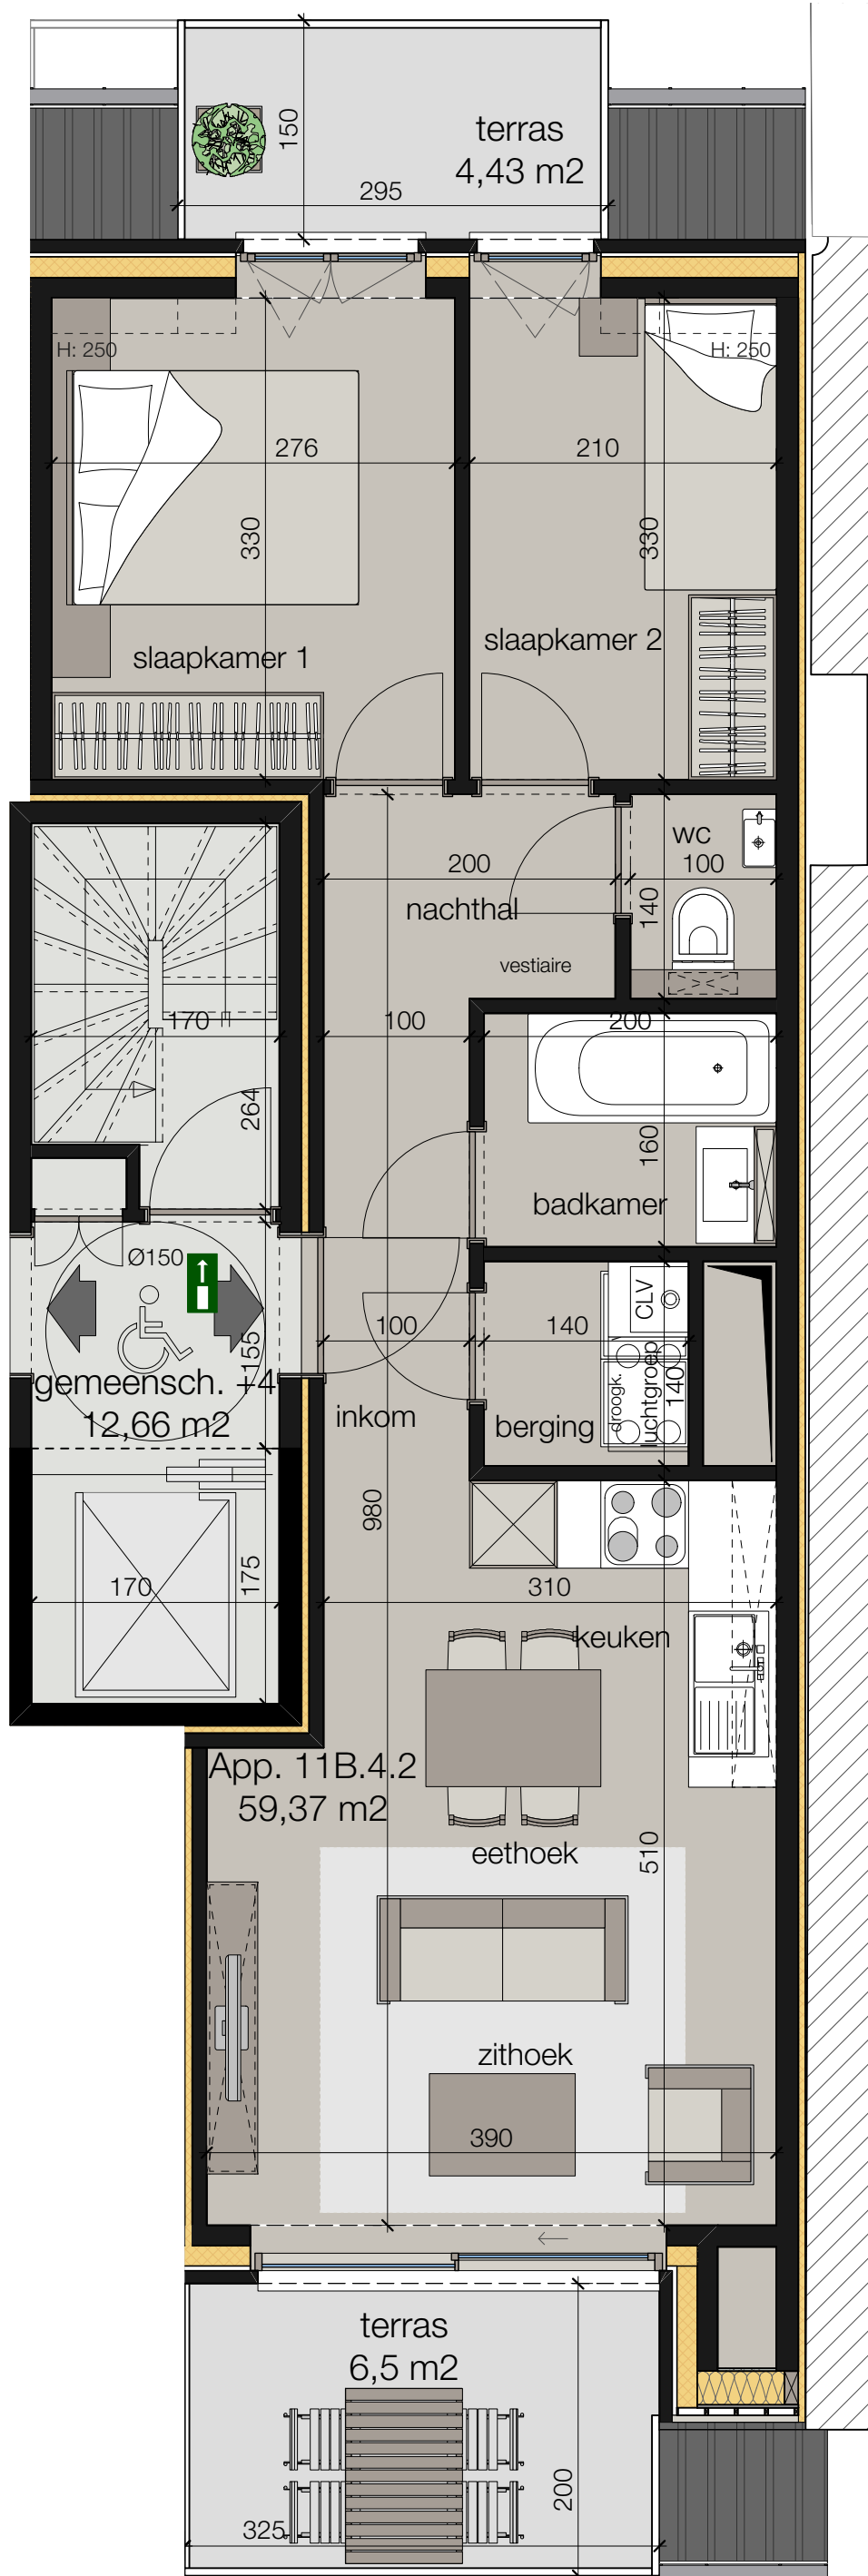 150
terras
4,43 m2
295
H: 250
H: 250
276
210
330
330
slaapkamer 1
slaapkamer 2
wc
200
100
nachthal
140
vestiaire
170
100
200
264
160
badkamer
Ø150
CLV
155
100
140
droogk.
luchtgroep
140
gemeensch. +4
12,66 m2
inkom
berging
980
170
175
310
keuken
App. 11B.4.2
59,37 m2
eethoek
510
zithoek
390
terras
6,5 m2
200
325